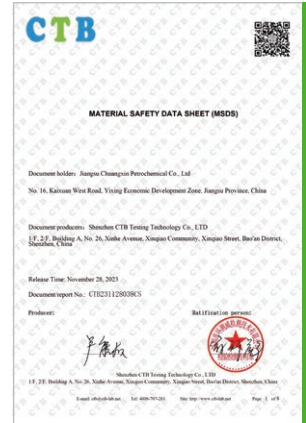 CTB
MATERIAL SAFETY DATA SHEET (MSDS)
Document holder: Jiangsu Chuangxin Petrochemical Co., Ltd
No. 16, Kaixuan West Road, Yixing Economic Development Zone, Jiangsu Province, China
Document producers: Shenzhen CTB Testing Technology Co., LTD
1/F, 2/F, Building A, No. 26, Xinhe Avenue, Xinqiao Community, Xinqiao Street, Bao'an District,
Shenzhen, China
Release Time: November 28, 2023
Document/report No.: CTB231128039CS
Producer:
Ratification person:
Shenzhen CTB Testing Technology Co., LTD
1/F, 2/F, Building A, No. 26, Xinhe Avenue, Xinqiao Community, Xinqiao Street, Bao'an District, Shenzhen, China
Page 1 of 8